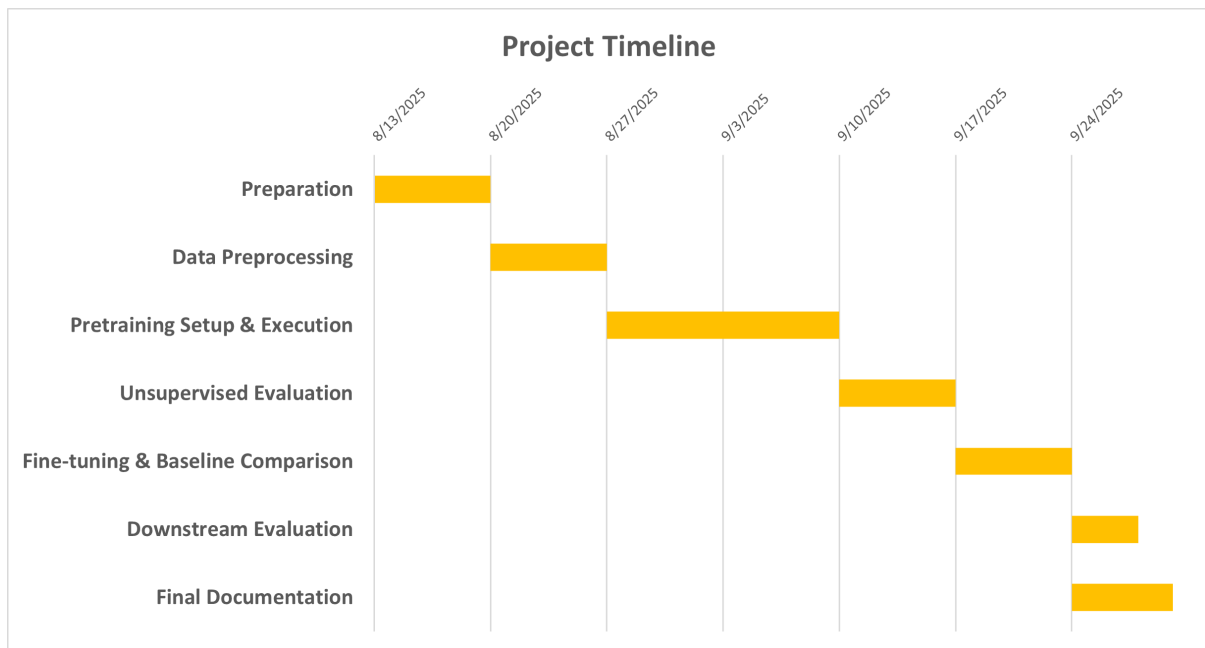 Project Timeline
8/13/2025
8/20/2025
8/27/2025
9/3/2025
9/10/2025
9/17/2025
9/24/2025
Preparation
Data Preprocessing
Pretraining Setup & Execution
Unsupervised Evaluation
Fine-tuning & Baseline Comparison
Downstream Evaluation
Final Documentation